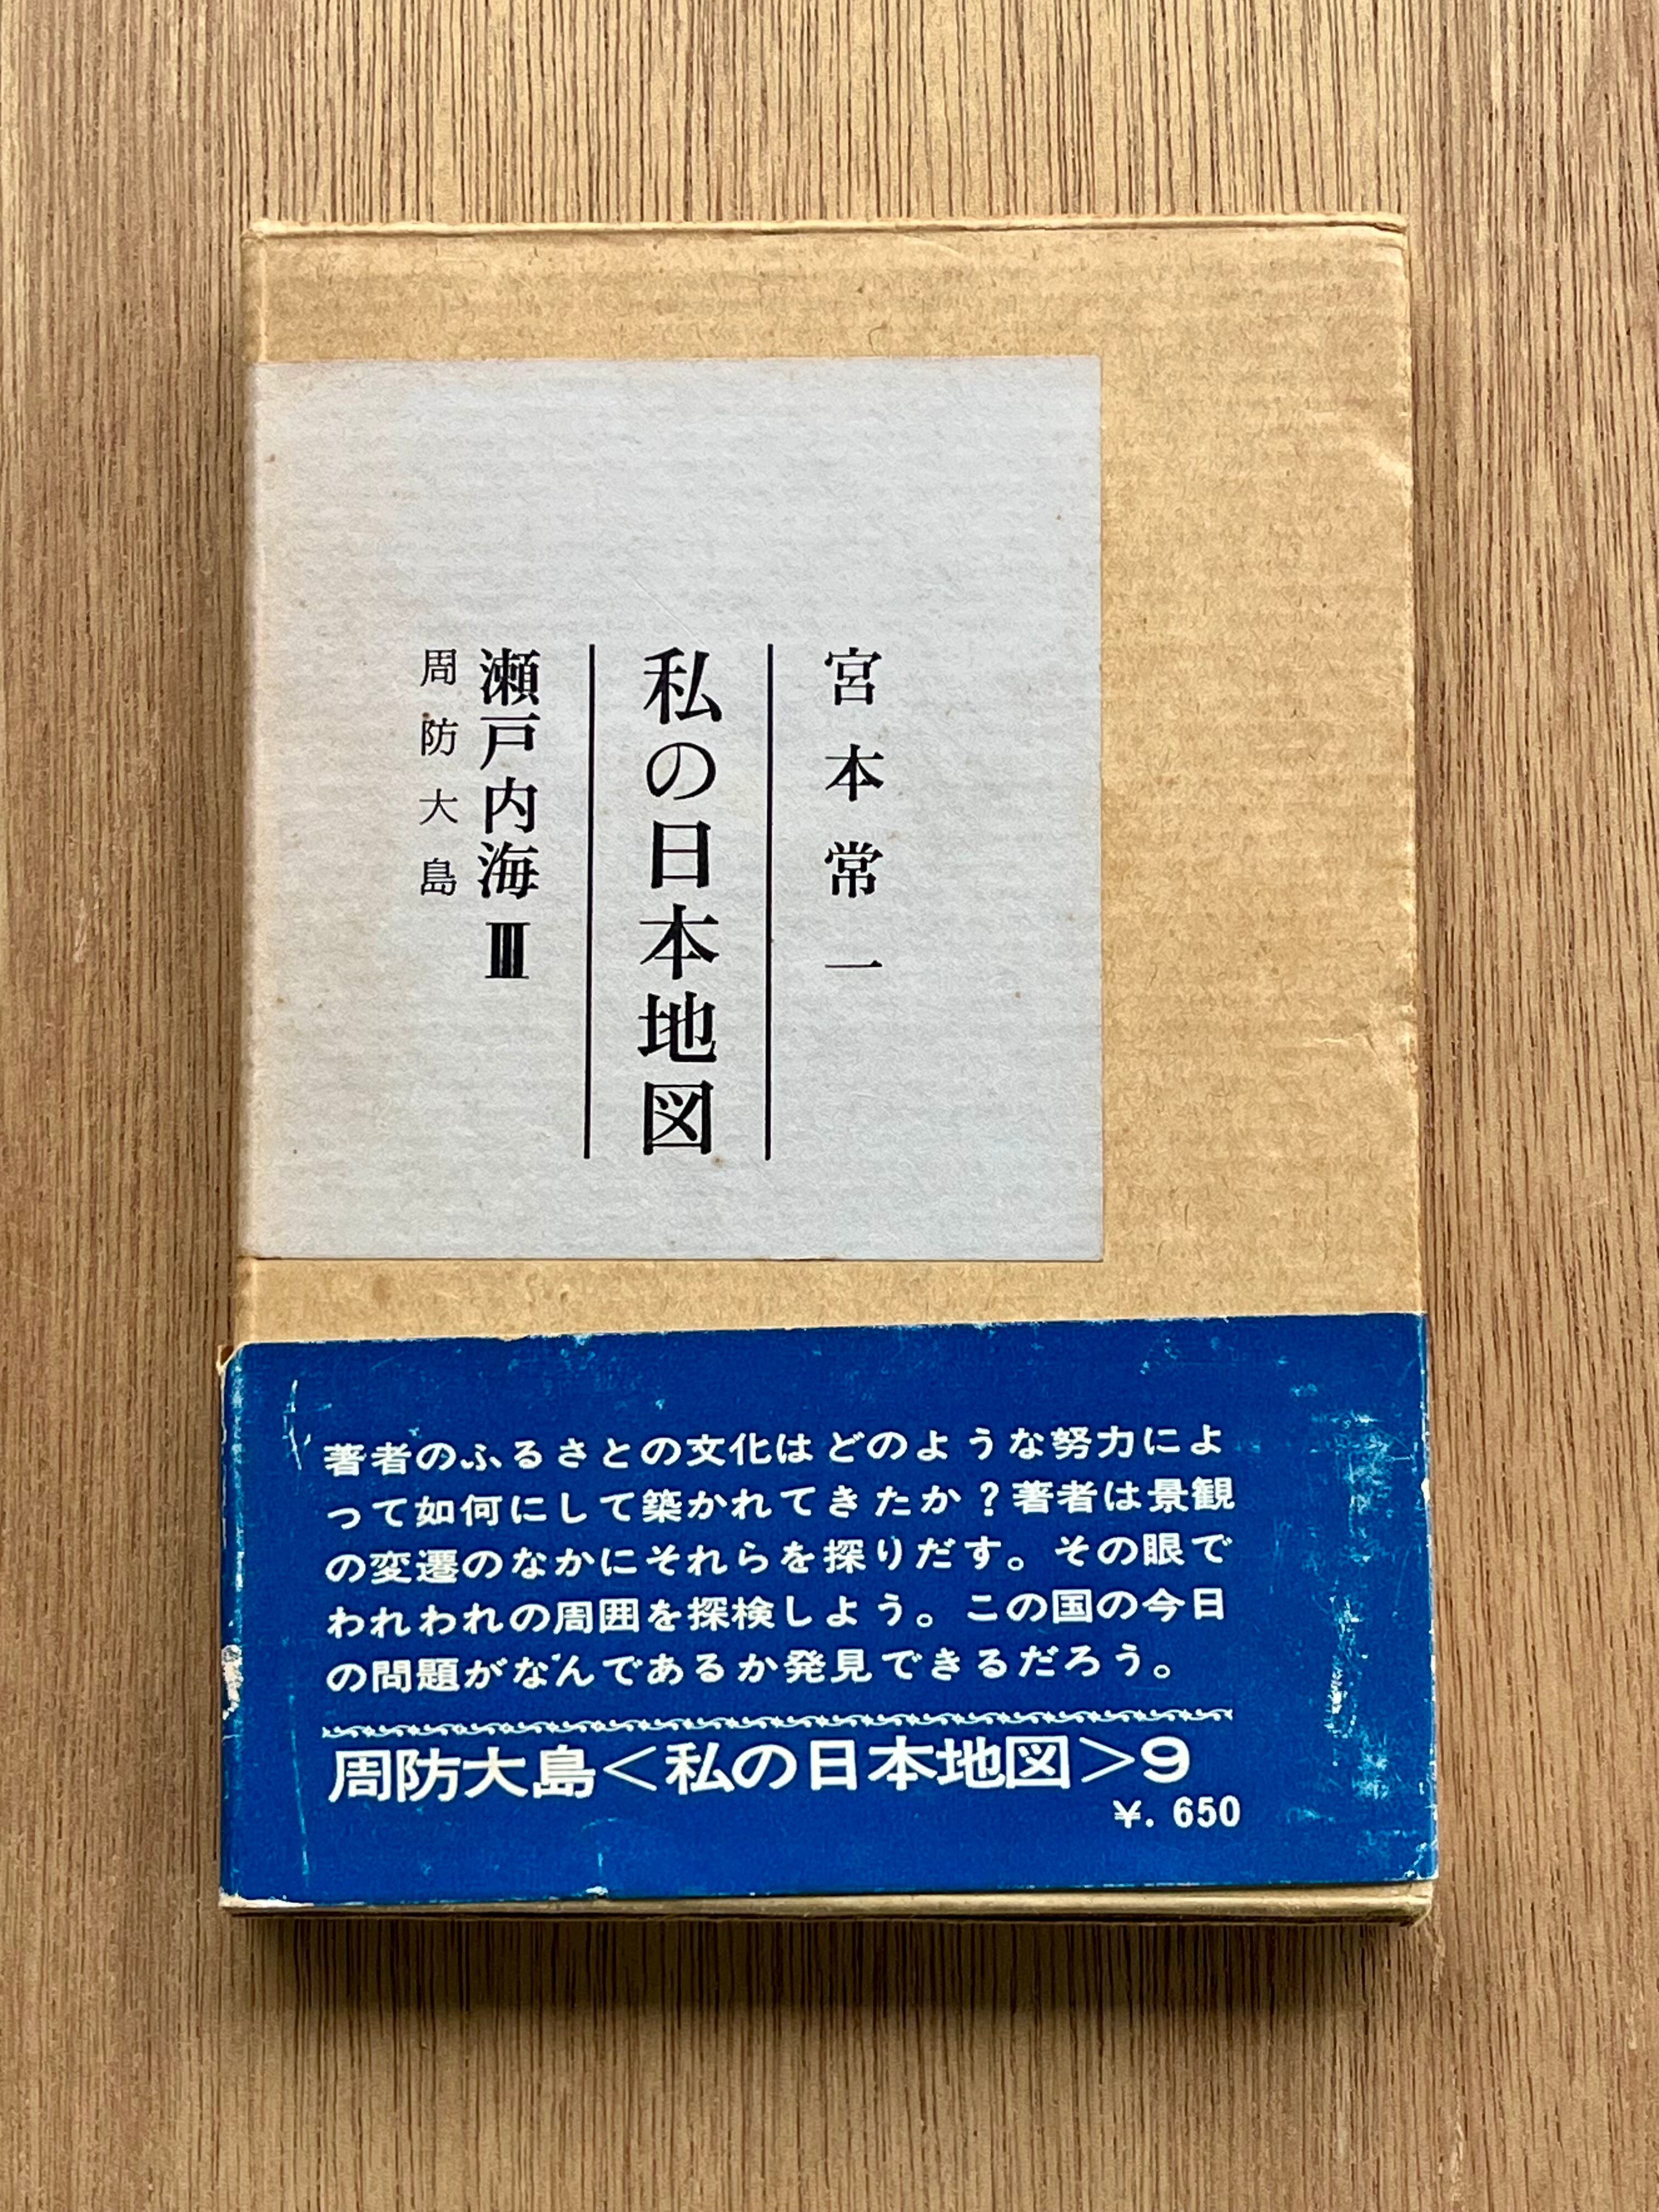 宮本常一
私の日本地図
瀬戸内海Ⅲ
周防大島
著者のふるさとの文化はどのような努力によ
って如何にして築かれてきたか？著者は景観
の変遷のなかにそれらを探りだす。その眼で
われわれの周囲を探検しよう。この国の今日
の問題がなんであるか発見できるだろう。
周防大島＜私の日本地図＞9
¥. 650